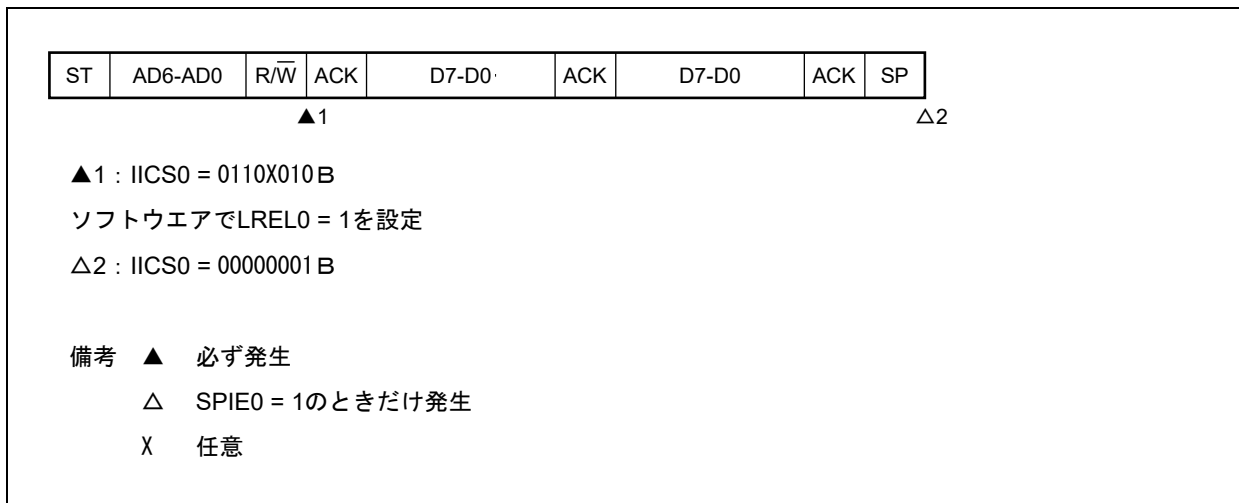 ST AD6-AD0 R/W̅ ACK D7-D0 ACK D7-D0 ACK SP
▲1 △2
▲1：IICS0 = 0110X010B
ソフトウエアでLREL0 = 1を設定
△2：IICS0 = 00000001B
備考 ▲ 必ず発生
△ SPIE0 = 1のときだけ発生
X 任意